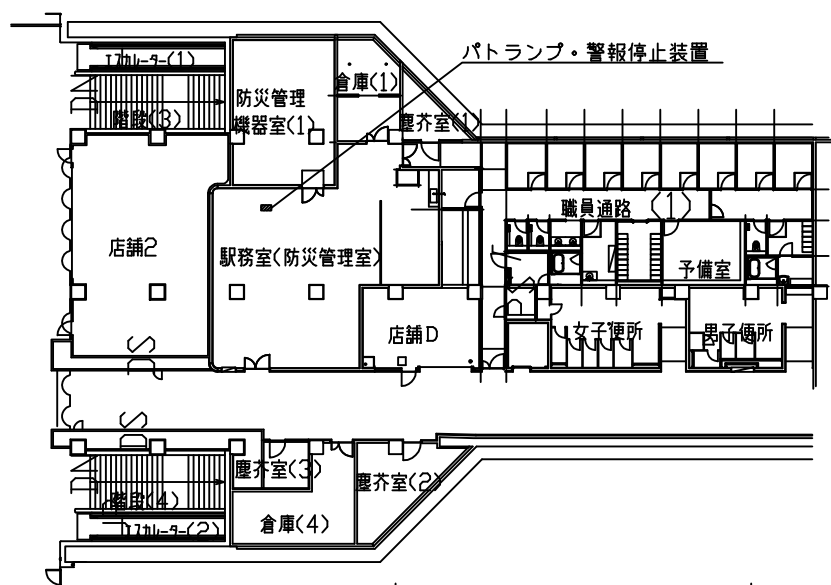 パトランプ・警報停止装置
エスカレーター(1)
倉庫(1)
防災管理
機器室(1)
階段(3)
塵芥室(1)
職員通路(1)
店舗2
駅務室(防災管理室)
予備室
店舗D
女子便所
男子便所
塵芥室(3)
塵芥室(2)
階段(4)
倉庫(4)
エスカレーター(2)